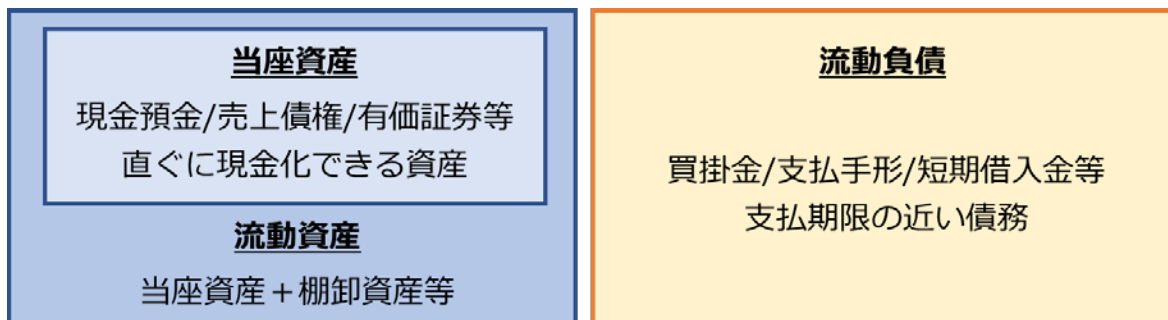 当座資産
現金預金/売上債権/有価証券等
直ぐに現金化できる資産
流動資産
当座資産＋棚卸資産等
流動負債
買掛金/支払手形/短期借入金等
支払期限の近い債務